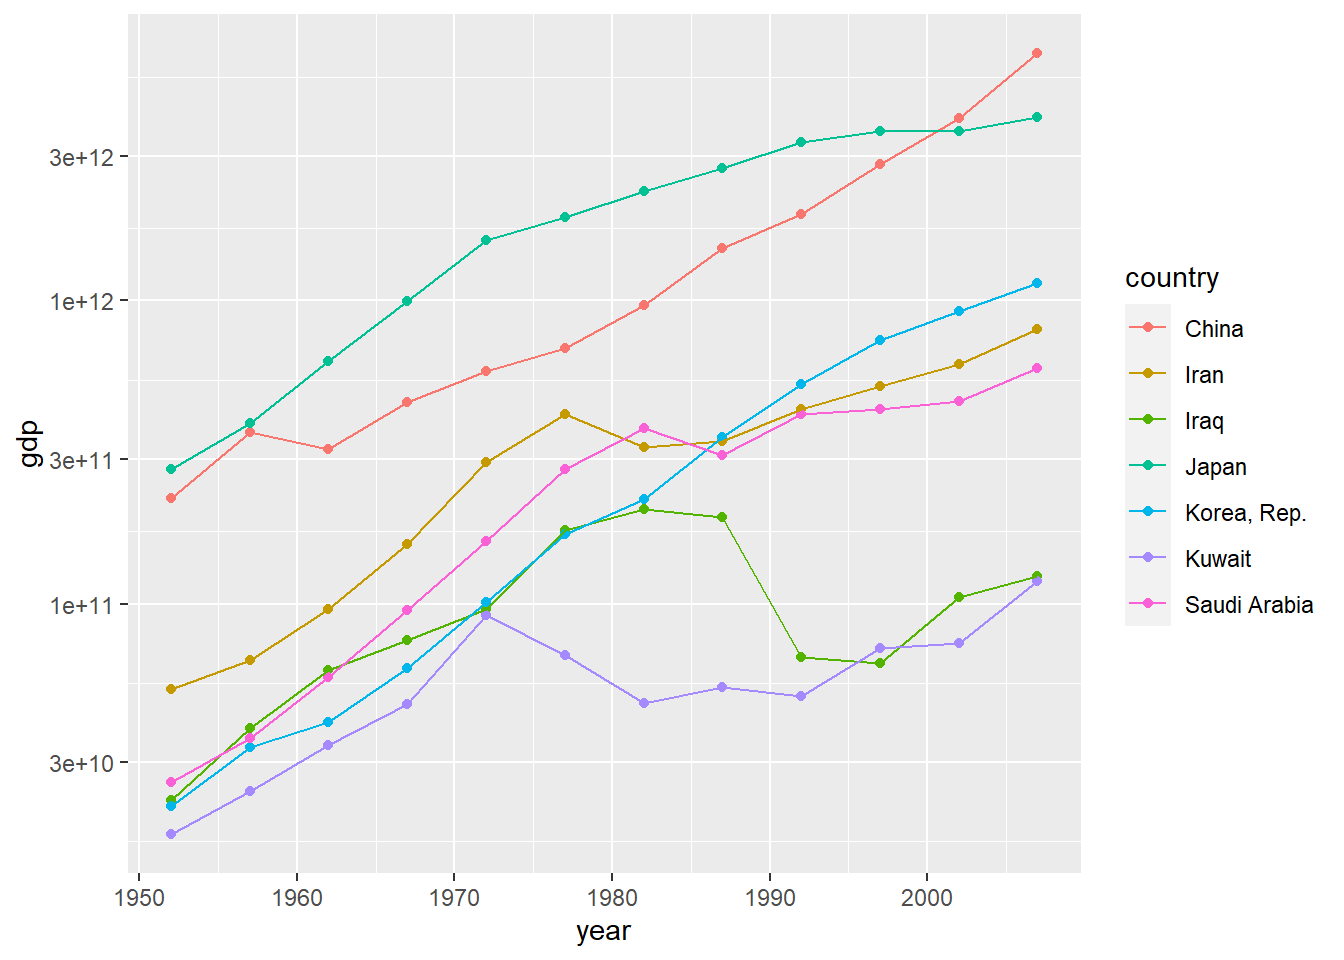 gdp
3e+12
1e+12
3e+11
1e+11
3e+10
1950 1960 1970 1980 1990 2000
year
country
China
Iran
Iraq
Japan
Korea, Rep.
Kuwait
Saudi Arabia